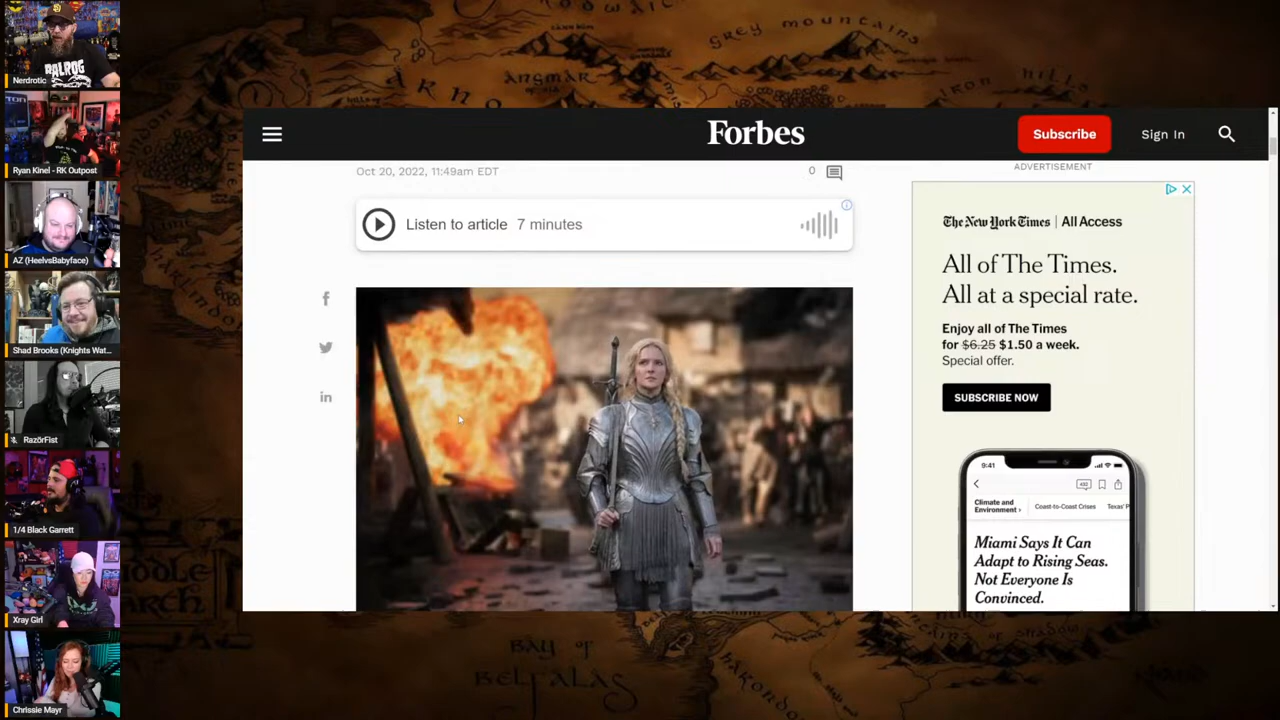 BALROG
Nerdrotic
Ryan Kinel - RK Outpost
AZ (HeelvsBabyface)
Shad Brooks (Knights Wat...
RazörFist
1/4 Black Garrett
Xray Girl
Chrissie Mayr
GREY MOUNTAINS
ANGMAR
IRON HILLS
Forbes
Subscribe
Sign In
Oct 20, 2022, 11:49am EDT
0
Listen to article 7 minutes
f
in
ADVERTISEMENT
The New York Times | All Access
All of The Times.
All at a special rate.
Enjoy all of The Times
for $6.25 $1.50 a week.
Special offer.
SUBSCRIBE NOW
9:41
Climate and
Environment ›
Coast-to-Coast Crises
Miami Says It Can
Adapt to Rising Seas.
Not Everyone Is
Convinced.
BAY OF
BELFALAS